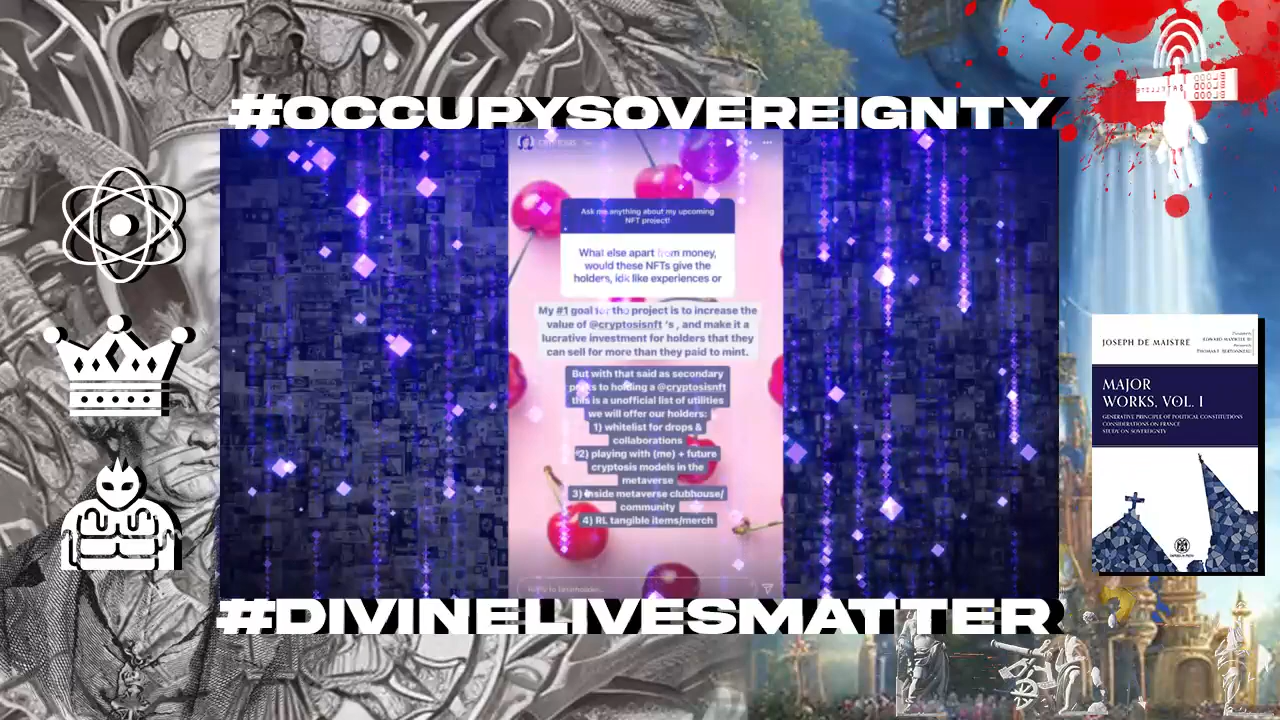 #OCCUPYSOVEREIGNTY
Ask me anything about my upcoming
NFT project!
What else apart from money,
would these NFTs give the
holders, idk like experiences or
My #1 goal for the project is to increase the
value of @cryptosisnft 's , and make it a
lucrative investment for holders that they
can sell for more than they paid to mint.
But with that said as secondary
perks to holding a @cryptosisnft
this is a unofficial list of utilities
we will offer our holders:
1) whitelist for drops &
collaborations
2) playing with (me) + future
cryptosis models in the
metaverse
3) inside metaverse clubhouse/
community
4) RL tangible items/merch
#DIVINELIVESMATTER
JOSEPH DE MAISTRE
MAJOR
WORKS, VOL. I
GENERATIVE PRINCIPLE OF POLITICAL CONSTITUTIONS
CONSIDERATIONS ON FRANCE
STUDY ON SOVEREIGNTY